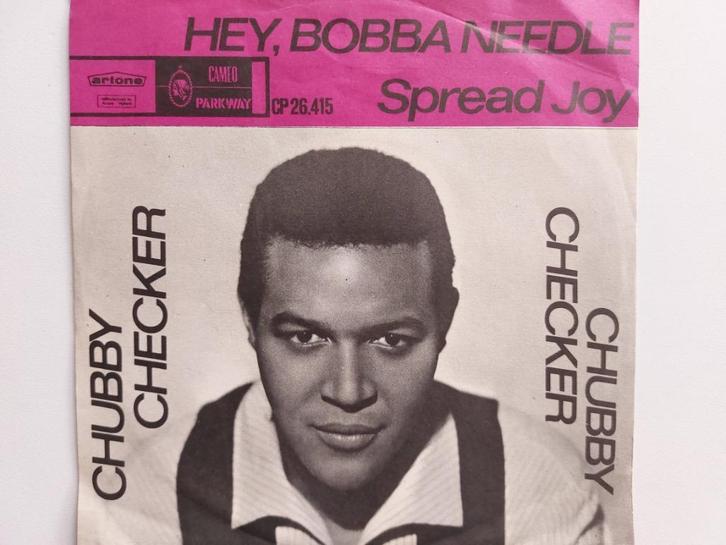 HEY, BOBBA NEEDLE
artone
CAMEO
PARKWAY
CP 26.415
Spread Joy
CHUBBY
CHECKER
CHUBBY
CHECKER